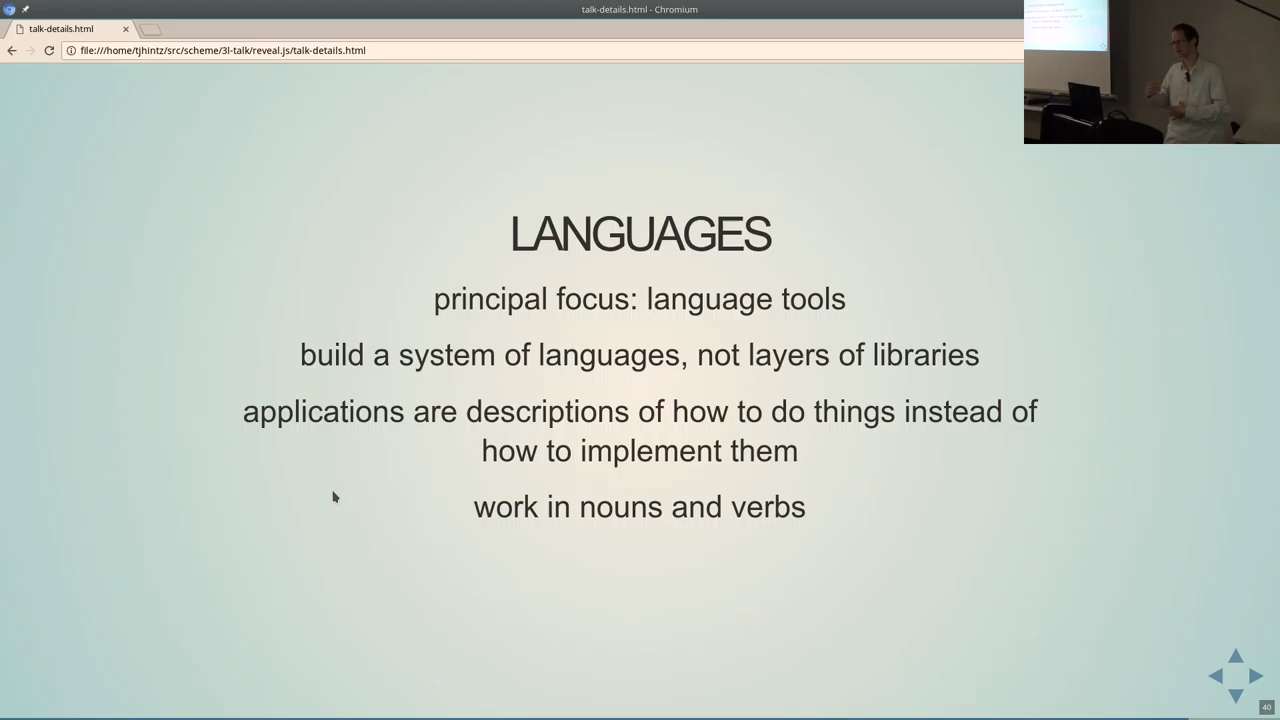 talk-details.html - Chromium
talk-details.html
file:///home/tjhintz/src/scheme/3l-talk/reveal.js/talk-details.html
LANGUAGES
principal focus: language tools
build a system of languages, not layers of libraries
applications are descriptions of how to do things instead of
how to implement them
work in nouns and verbs
40